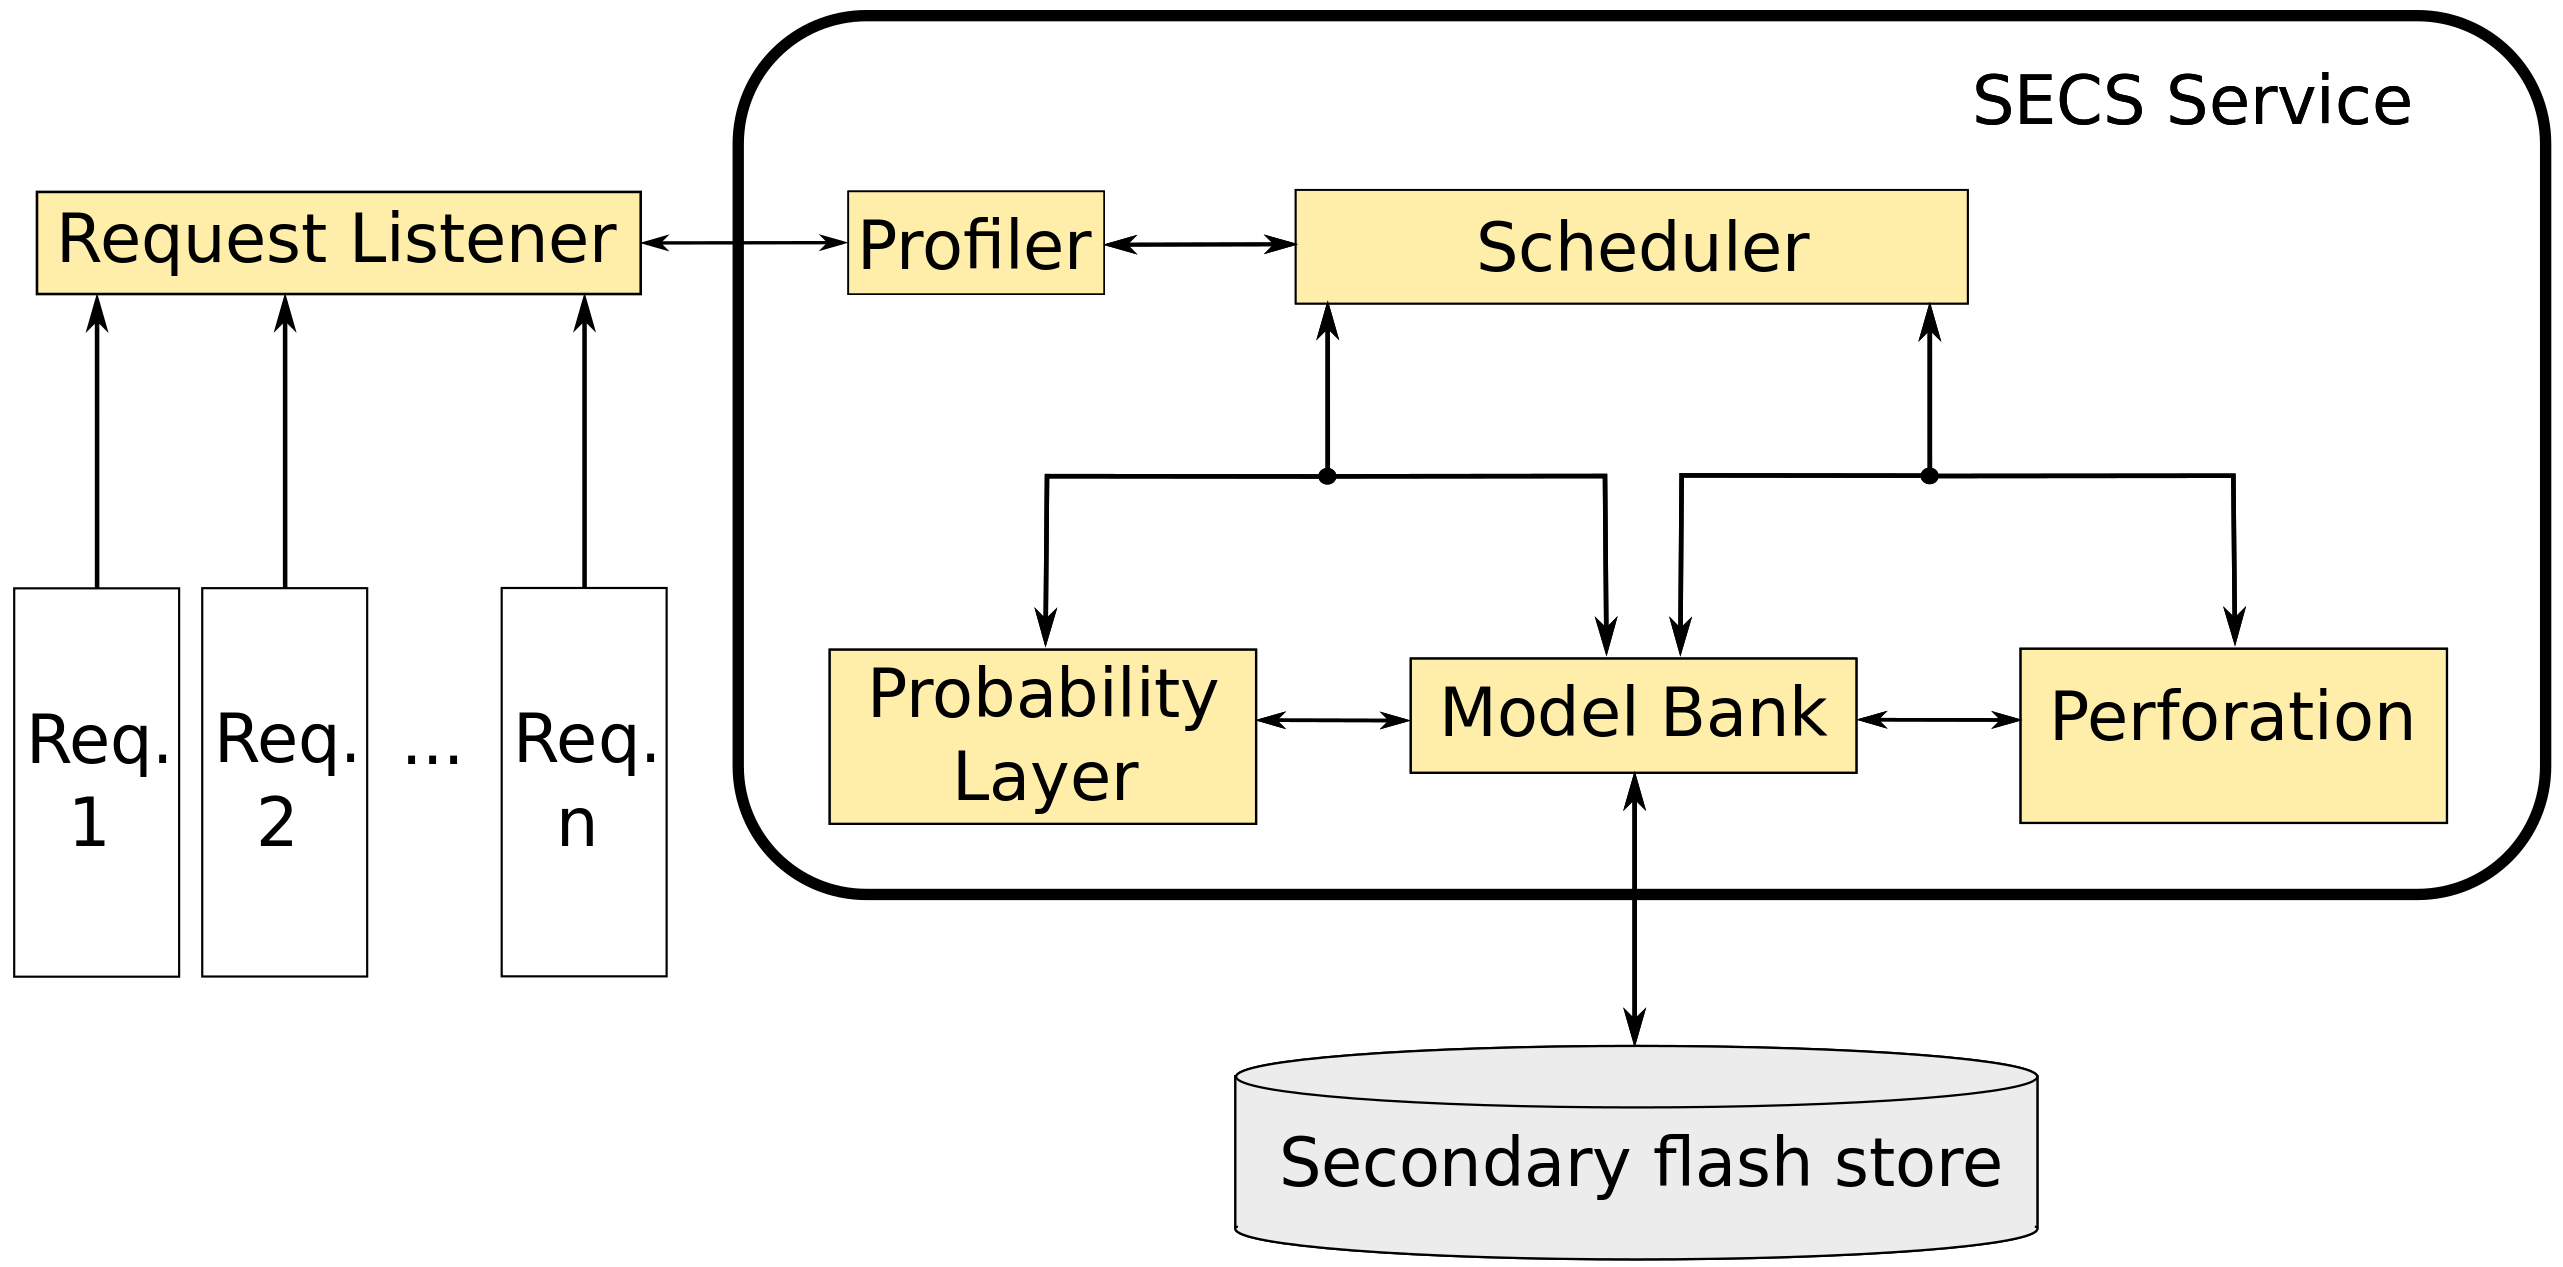 SECS Service
Request Listener
Profiler
Scheduler
Probability
Layer
Model Bank
Perforation
Req.
1
Req.
2
...
Req.
n
Secondary flash store